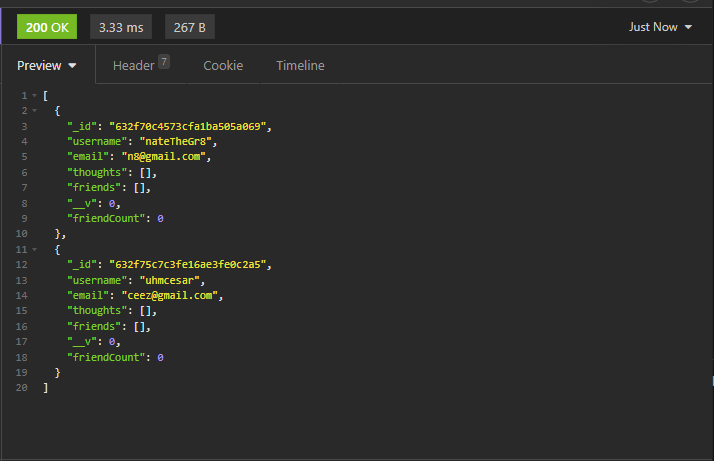 200 OK 3.33 ms 267 B Just Now
Preview Header 7 Cookie Timeline
1 [
2 {
3 "_id": "632f70c4573cfa1ba505a069",
4 "username": "nateTheGr8",
5 "email": "n8@gmail.com",
6 "thoughts": [],
7 "friends": [],
8 "__v": 0,
9 "friendCount": 0
10 },
11 {
12 "_id": "632f75c7c3fe16ae3fe0c2a5",
13 "username": "uhmcesar",
14 "email": "ceez@gmail.com",
15 "thoughts": [],
16 "friends": [],
17 "__v": 0,
18 "friendCount": 0
19 }
20 ]